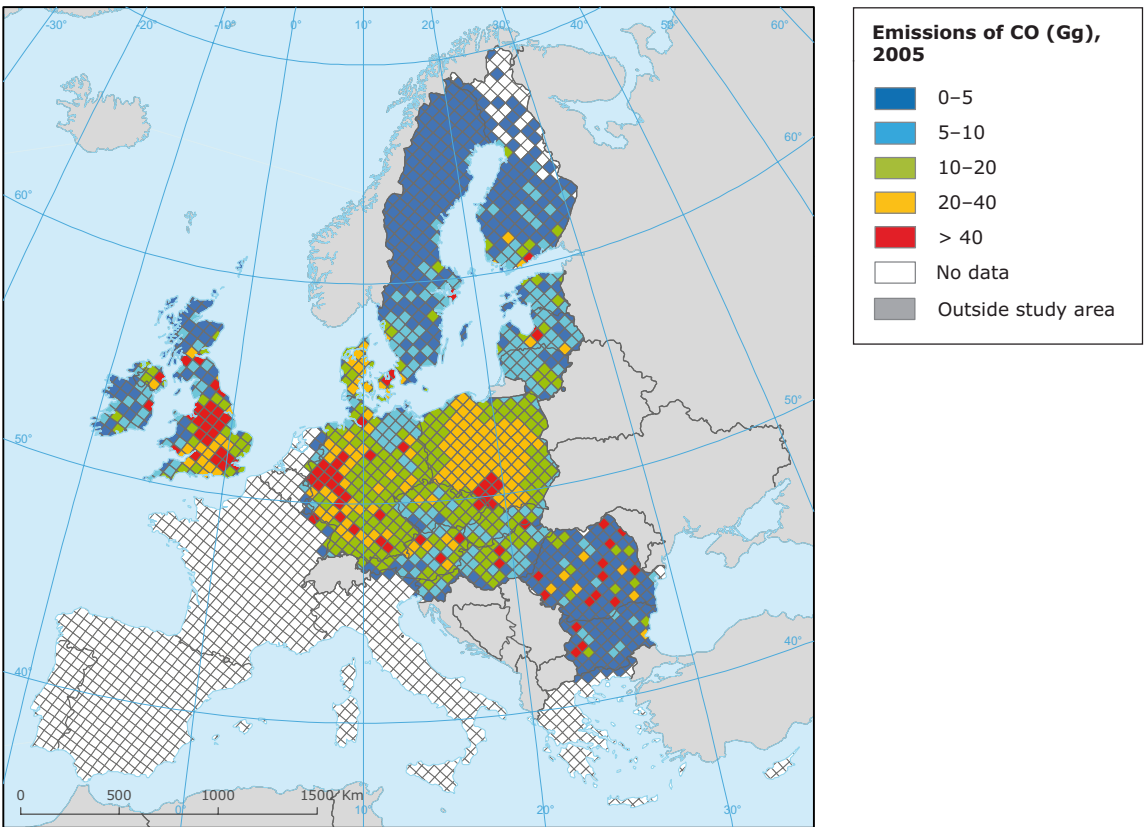 -30° -20° -10° 0° 10° 20° 30° 40° 50° 60°
60° 60°
50° 50°
40° 40°
0 500 1000 1500 Km
0° 10° 20° 30°
Emissions of CO (Gg),
2005
0–5
5–10
10–20
20–40
> 40
No data
Outside study area